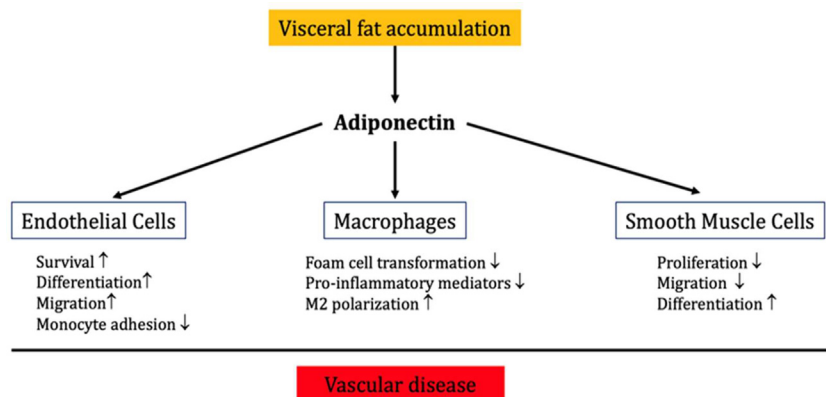 Visceral fat accumulation
Adiponectin
Endothelial Cells
Survival ↑
Differentiation↑
Migration↑
Monocyte adhesion ↓
Macrophages
Foam cell transformation ↓
Pro-inflammatory mediators ↓
M2 polarization ↑
Smooth Muscle Cells
Proliferation ↓
Migration ↓
Differentiation ↑
Vascular disease